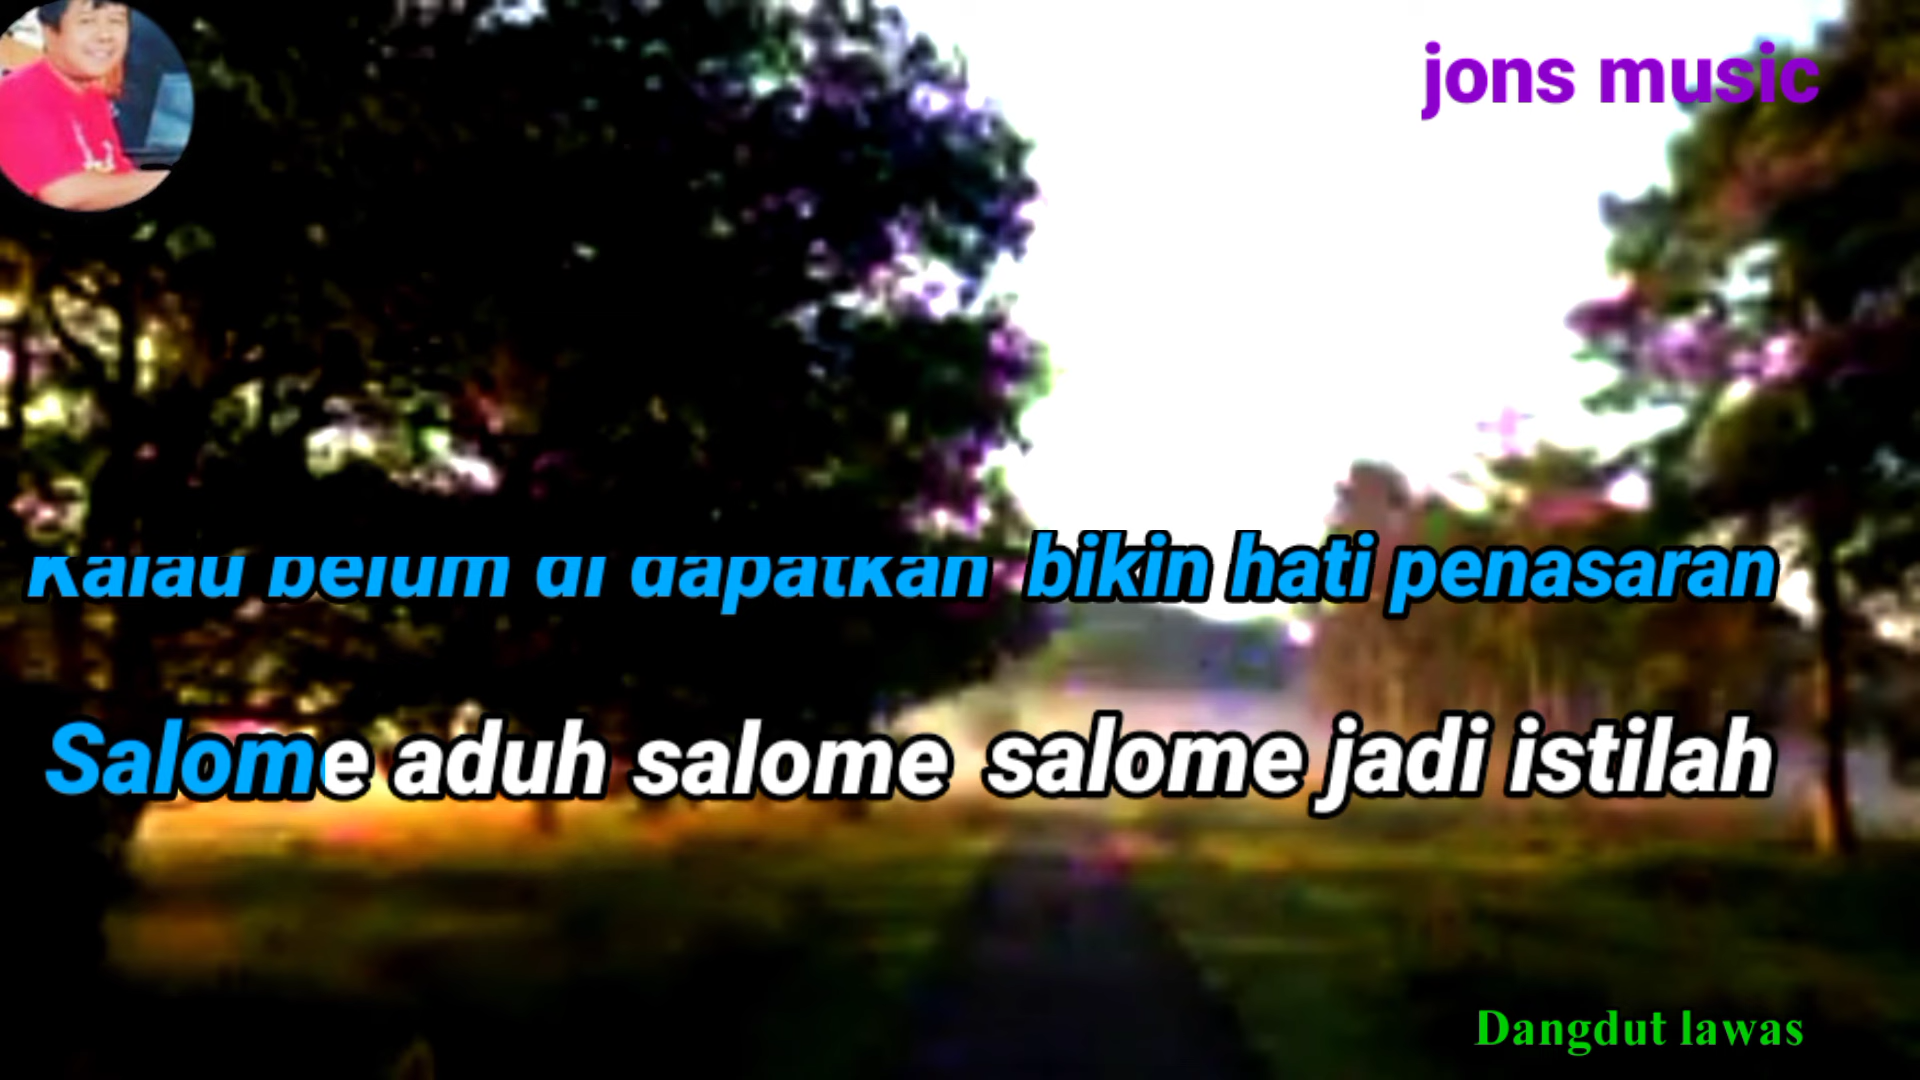 jons music
Kalau belum di dapatkan bikin hati penasaran
Salome aduh salome salome jadi istilah
Dangdut lawas